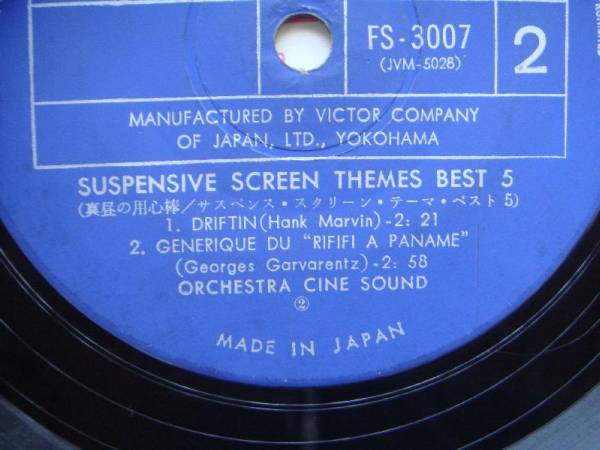 FS-3007
(JVM-5028)
2
MANUFACTURED BY VICTOR COMPANY
OF JAPAN, LTD., YOKOHAMA
SUSPENSIVE SCREEN THEMES BEST 5
(真昼の用心棒/サスペンス・スクリーン・テーマ・ベスト 5)
1. DRIFTIN(Hank Marvin)-2: 21
2. GENERIQUE DU "RIFIFI A PANAME"
(Georges Garvarentz)-2: 58
ORCHESTRA CINE SOUND
②
MADE IN JAPAN